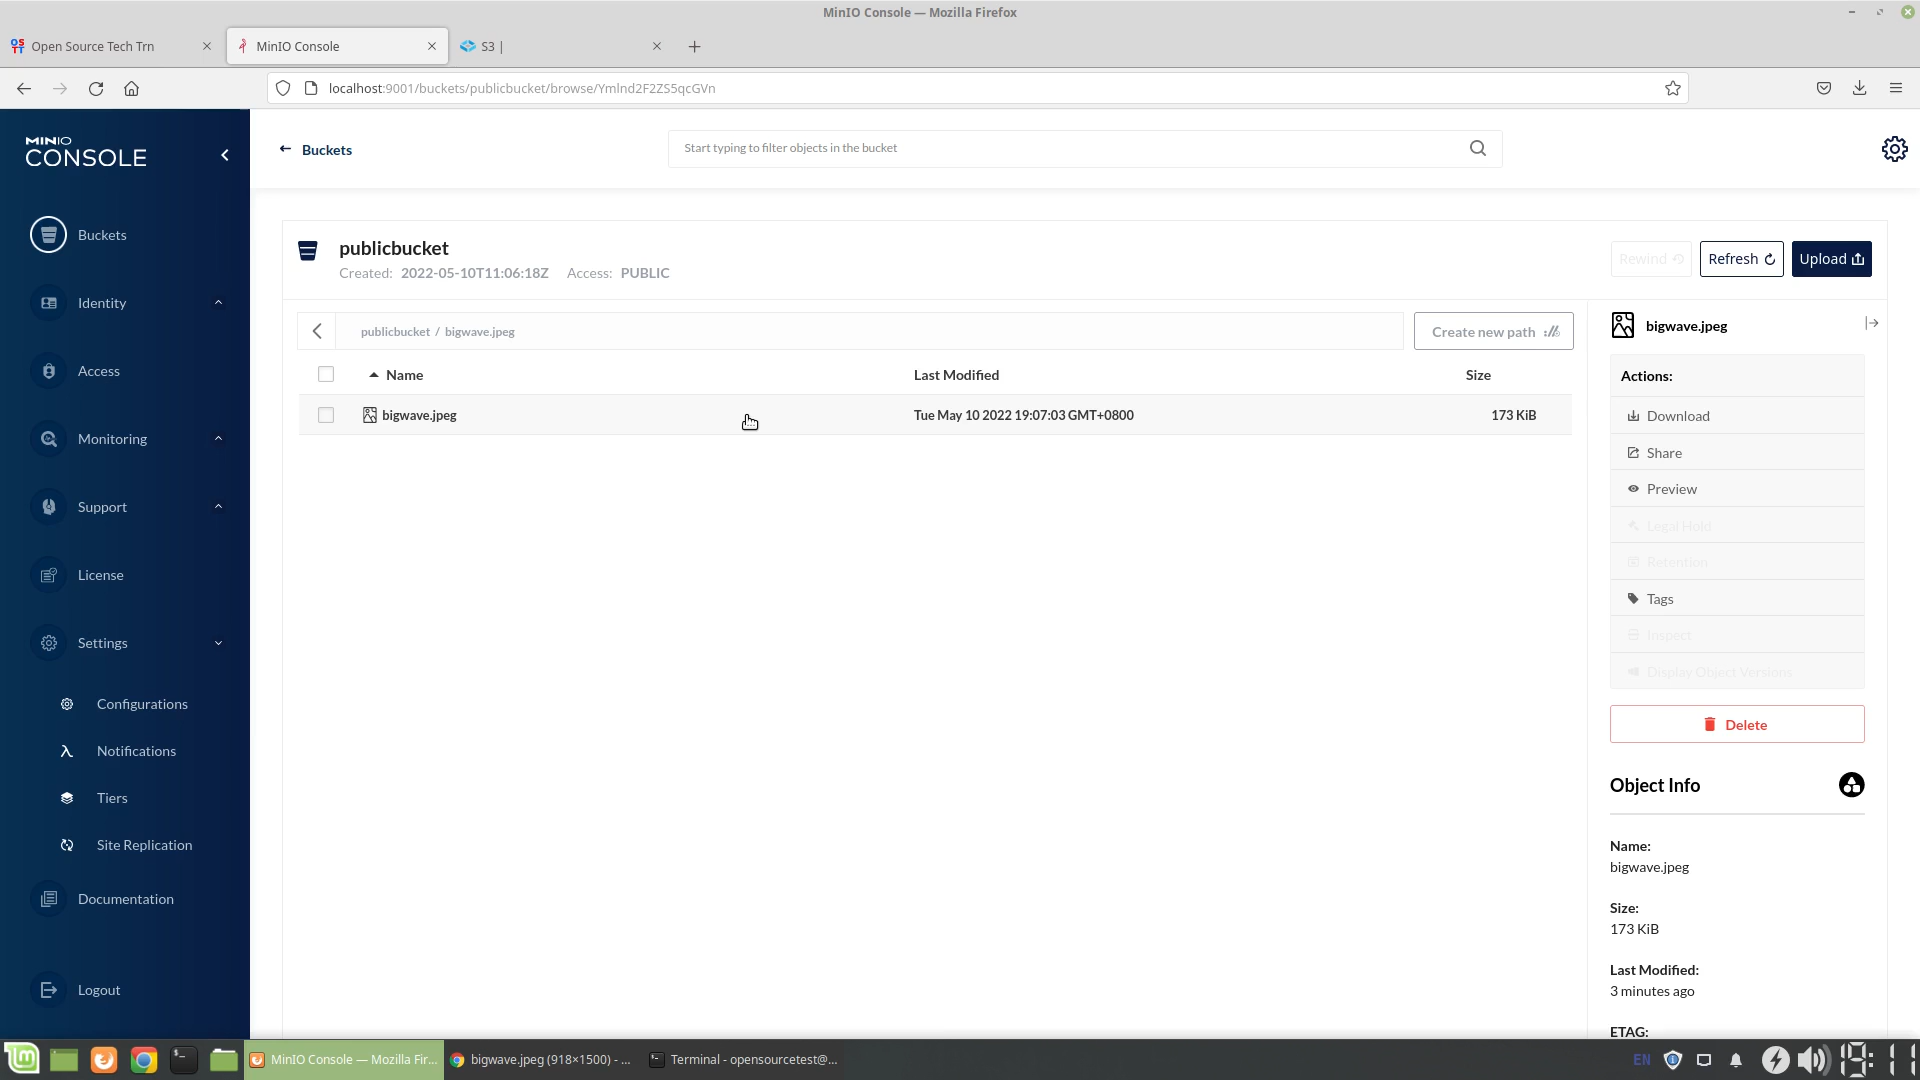 MinIO Console — Mozilla Firefox
Open Source Tech Trn
MinIO Console
S3 |
localhost:9001/buckets/publicbucket/browse/YmInd2F2ZS5qcGVn
MINIO
CONSOLE
Buckets
Start typing to filter objects in the bucket
Buckets
Identity
Access
Monitoring
Support
License
Settings
Configurations
Notifications
Tiers
Site Replication
Documentation
Logout
publicbucket
Created: 2022-05-10T11:06:18Z Access: PUBLIC
Rewind
Refresh
Upload
publicbucket / bigwave.jpeg
Create new path
Name
Last Modified
Size
bigwave.jpeg
Tue May 10 2022 19:07:03 GMT+0800
173 KiB
bigwave.jpeg
Actions:
Download
Share
Preview
Legal Hold
Retention
Tags
Inspect
Display Object Versions
Delete
Object Info
Name:
bigwave.jpeg
Size:
173 KiB
Last Modified:
3 minutes ago
ETAG:
MinIO Console — Mozilla Fir...
bigwave.jpeg (918×1500) - ...
Terminal - opensourcetest@...
EN
19:11